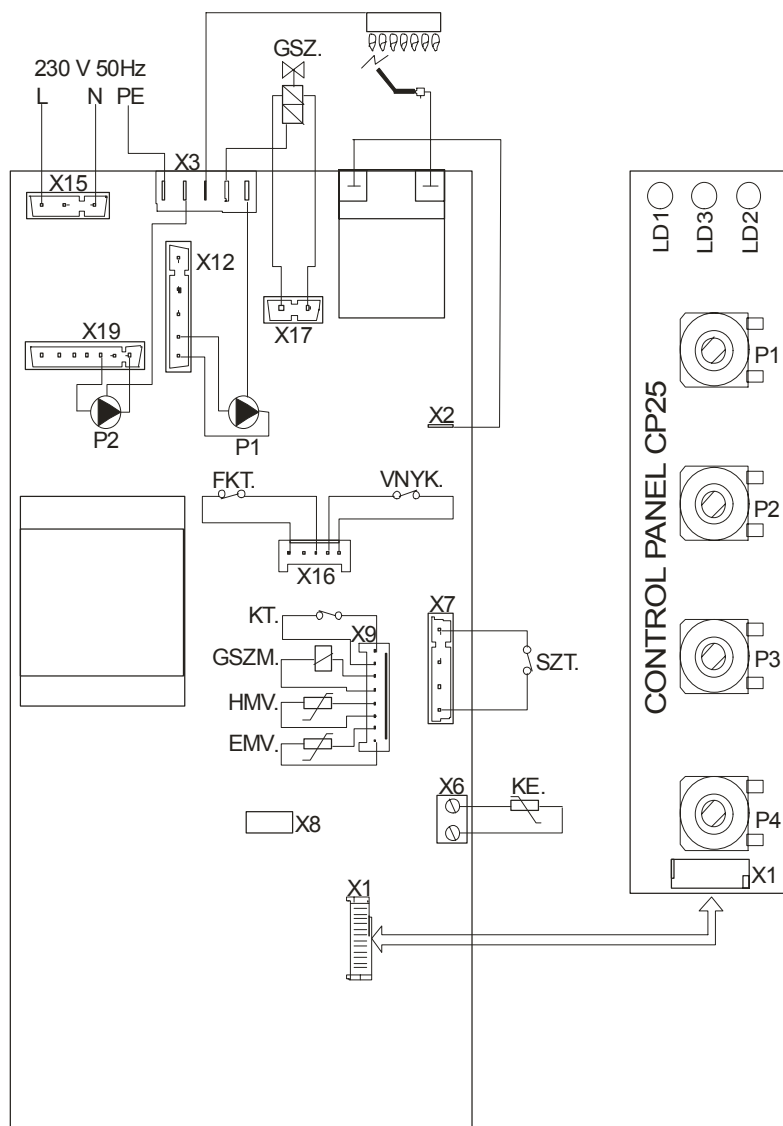 GSZ.
230 V 50Hz
L N PE
X3
X15
X12
X17
X19
P2
P1
X2
FKT.
VNYK.
X16
KT.
X9
X7
GSZM.
SZT.
HMV.
EMV.
X6
KE.
X8
X1
LD1
LD3
LD2
P1
P2
CONTROL PANEL CP25
P3
P4
X1